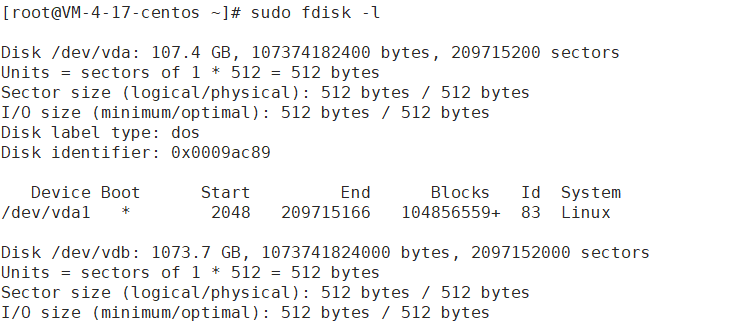 [root@VM-4-17-centos ~]# sudo fdisk -l
Disk /dev/vda: 107.4 GB, 107374182400 bytes, 209715200 sectors
Units = sectors of 1 * 512 = 512 bytes
Sector size (logical/physical): 512 bytes / 512 bytes
I/O size (minimum/optimal): 512 bytes / 512 bytes
Disk label type: dos
Disk identifier: 0x0009ac89
   Device Boot      Start         End      Blocks   Id  System
/dev/vda1   *        2048   209715166   104856559+  83  Linux
Disk /dev/vdb: 1073.7 GB, 1073741824000 bytes, 2097152000 sectors
Units = sectors of 1 * 512 = 512 bytes
Sector size (logical/physical): 512 bytes / 512 bytes
I/O size (minimum/optimal): 512 bytes / 512 bytes